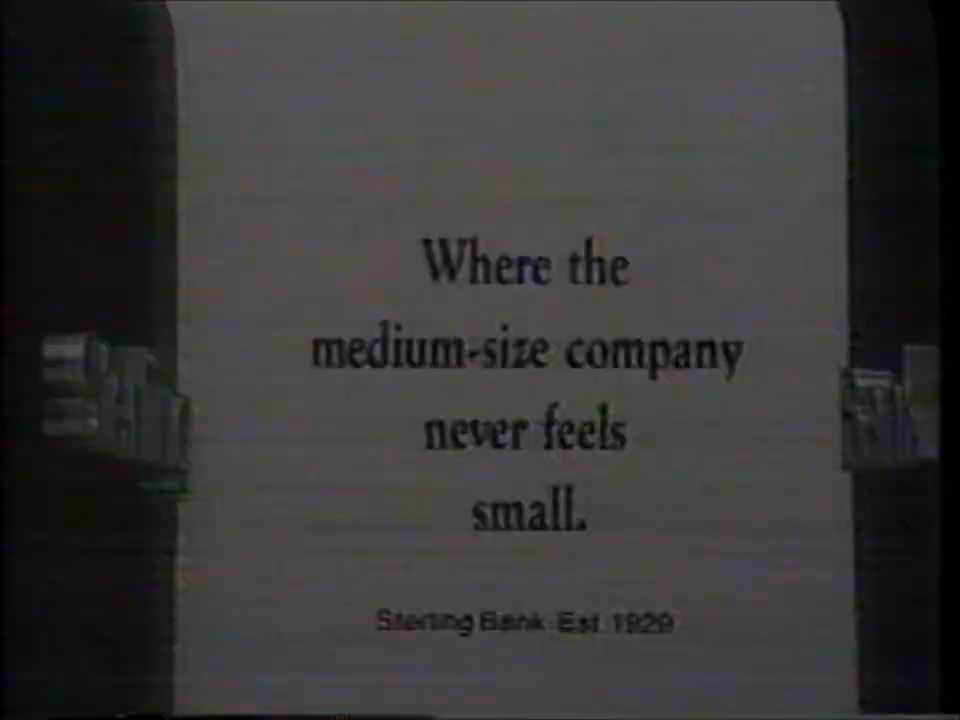 Where the
medium-size company
never feels
small.
Sterling Bank Est 1929